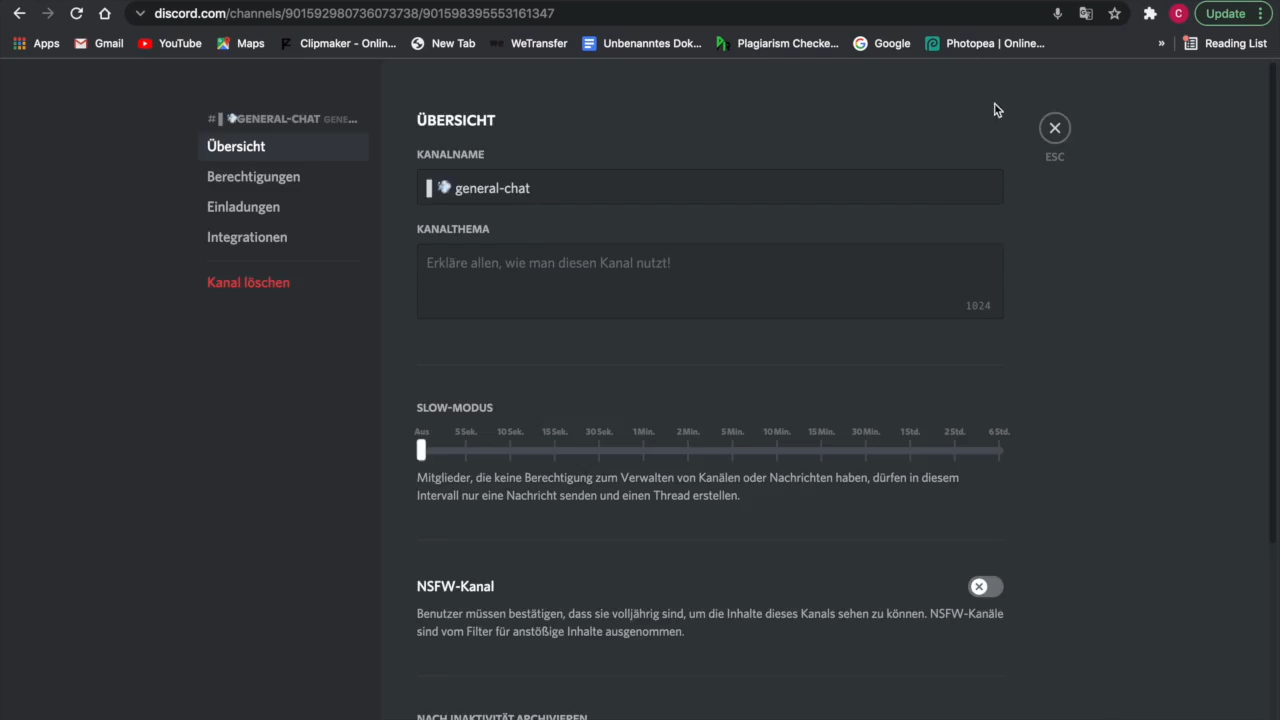 discord.com/channels/901592980736073738/901598395553161347
C
Update
Apps
Gmail
YouTube
Maps
Clipmaker - Onlin...
New Tab
WeTransfer
Unbenanntes Dok...
Plagiarism Checke...
Google
Photopea | Online...
»
Reading List
#▐ 💨GENERAL-CHAT GENE...
Übersicht
Berechtigungen
Einladungen
Integrationen
Kanal löschen
ÜBERSICHT
ESC
KANALNAME
▐ 💨 general-chat
KANALTHEMA
Erkläre allen, wie man diesen Kanal nutzt!
1024
SLOW-MODUS
Aus 5 Sek. 10 Sek. 15 Sek. 30 Sek. 1 Min. 2 Min. 5 Min. 10 Min. 15 Min. 30 Min. 1 Std. 2 Std. 6 Std.
Mitglieder, die keine Berechtigung zum Verwalten von Kanälen oder Nachrichten haben, dürfen in diesem
Intervall nur eine Nachricht senden und einen Thread erstellen.
NSFW-Kanal
Benutzer müssen bestätigen, dass sie volljährig sind, um die Inhalte dieses Kanals sehen zu können. NSFW-Kanäle
sind vom Filter für anstößige Inhalte ausgenommen.
NACH INAKTIVITÄT ARCHIVIEREN